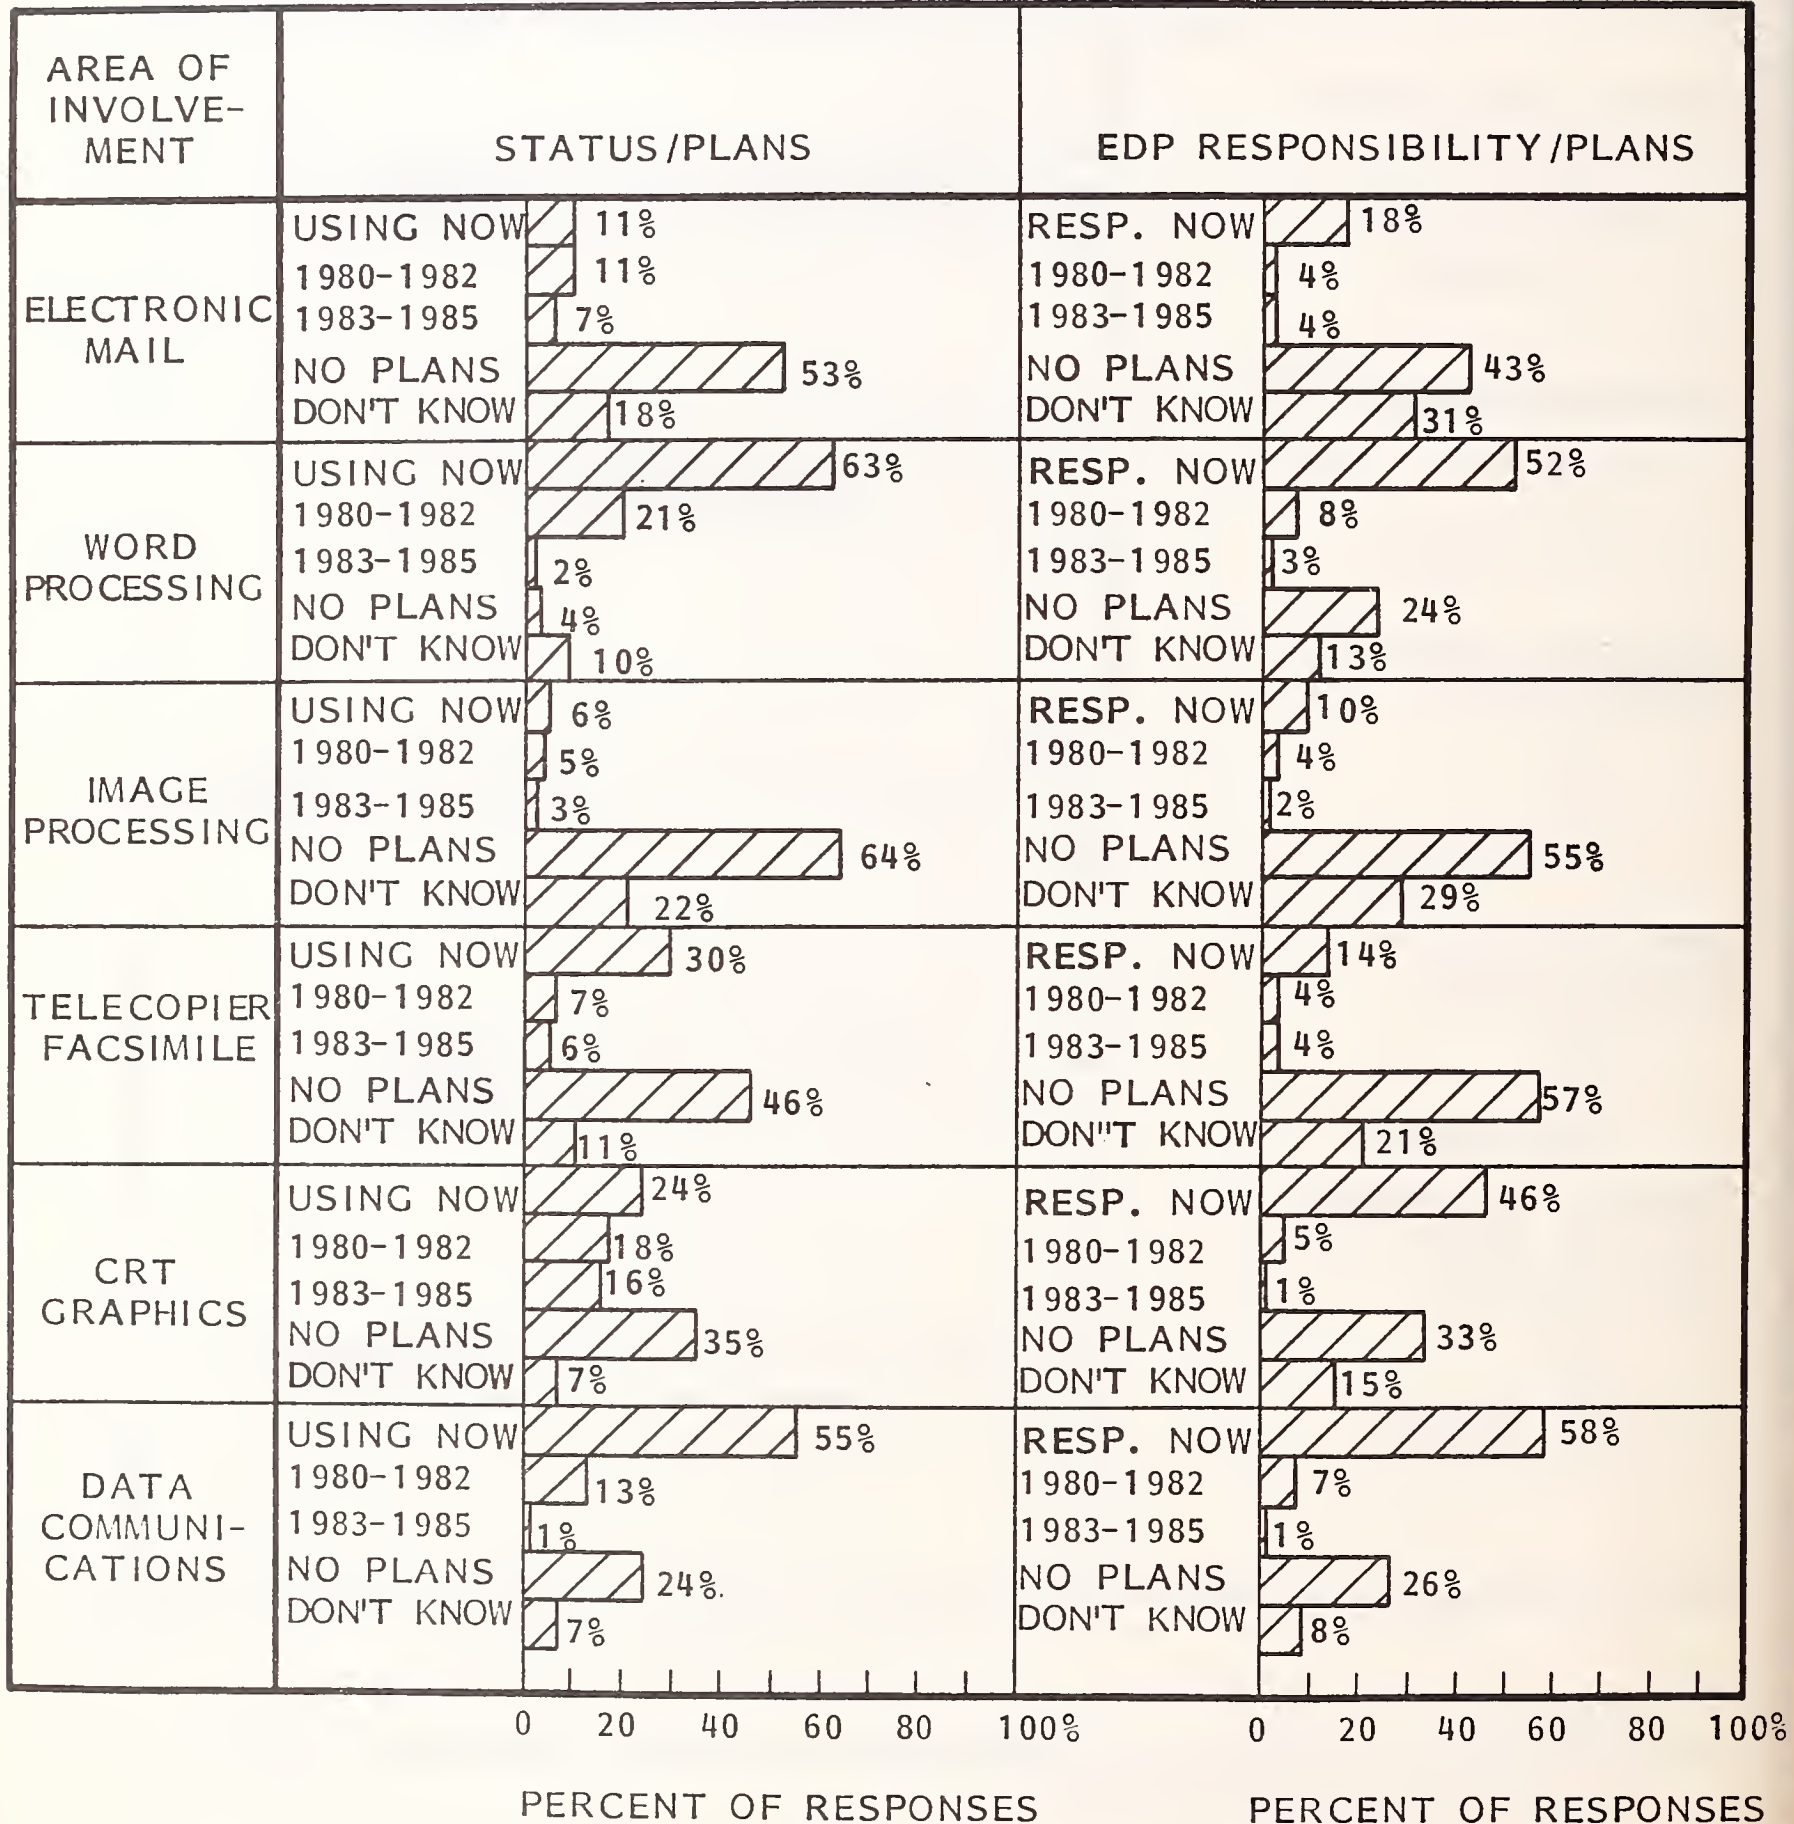 AREA OF
INVOLVE-
MENT
STATUS/PLANS
EDP RESPONSIBILITY/PLANS
ELECTRONIC
MAIL
USING NOW 11%
1980-1982 11%
1983-1985 7%
NO PLANS 53%
DON'T KNOW 18%
RESP. NOW 18%
1980-1982 4%
1983-1985 4%
NO PLANS 43%
DON'T KNOW 31%
WORD
PROCESSING
USING NOW 63%
1980-1982 21%
1983-1985 2%
NO PLANS 4%
DON'T KNOW 10%
RESP. NOW 52%
1980-1982 8%
1983-1985 3%
NO PLANS 24%
DON'T KNOW 13%
IMAGE
PROCESSING
USING NOW 6%
1980-1982 5%
1983-1985 3%
NO PLANS 64%
DON'T KNOW 22%
RESP. NOW 10%
1980-1982 4%
1983-1985 2%
NO PLANS 55%
DON'T KNOW 29%
TELECOPIER
FACSIMILE
USING NOW 30%
1980-1982 7%
1983-1985 6%
NO PLANS 46%
DON'T KNOW 11%
RESP. NOW 14%
1980-1982 4%
1983-1985 4%
NO PLANS 57%
DON"T KNOW 21%
CRT
GRAPHICS
USING NOW 24%
1980-1982 18%
1983-1985 16%
NO PLANS 35%
DON'T KNOW 7%
RESP. NOW 46%
1980-1982 5%
1983-1985 1%
NO PLANS 33%
DON'T KNOW 15%
DATA
COMMUNI-
CATIONS
USING NOW 55%
1980-1982 13%
1983-1985 1%
NO PLANS 24%.
DON'T KNOW 7%
RESP. NOW 58%
1980-1982 7%
1983-1985 1%
NO PLANS 26%
DON'T KNOW 8%
0 20 40 60 80 100%
0 20 40 60 80 100%
PERCENT OF RESPONSES
PERCENT OF RESPONSES